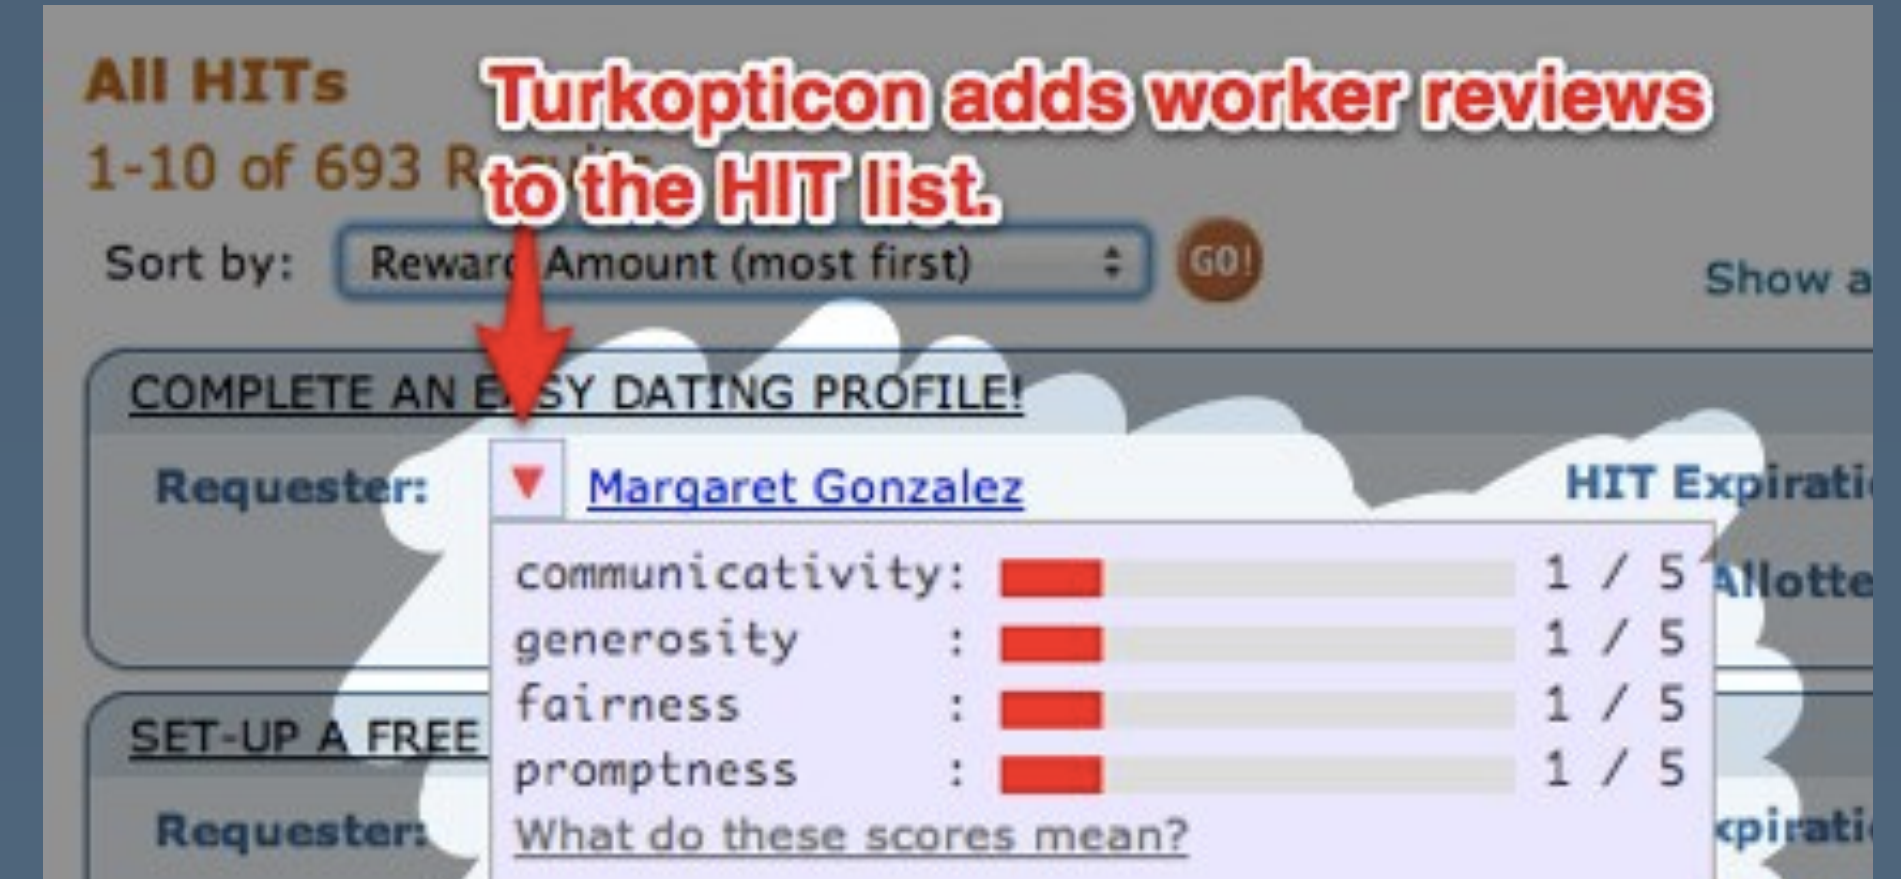 All HITs
Turkopticon adds worker reviews
to the HIT list.
1-10 of 693
Sort by: Reward Amount (most first) GO!
Show a
COMPLETE AN EASY DATING PROFILE!
Requester: Margaret Gonzalez
HIT Expirati
communicativity: 1 / 5
Allotte
generosity : 1 / 5
fairness : 1 / 5
SET-UP A FREE
promptness : 1 / 5
What do these scores mean?
Requester:
xpirati